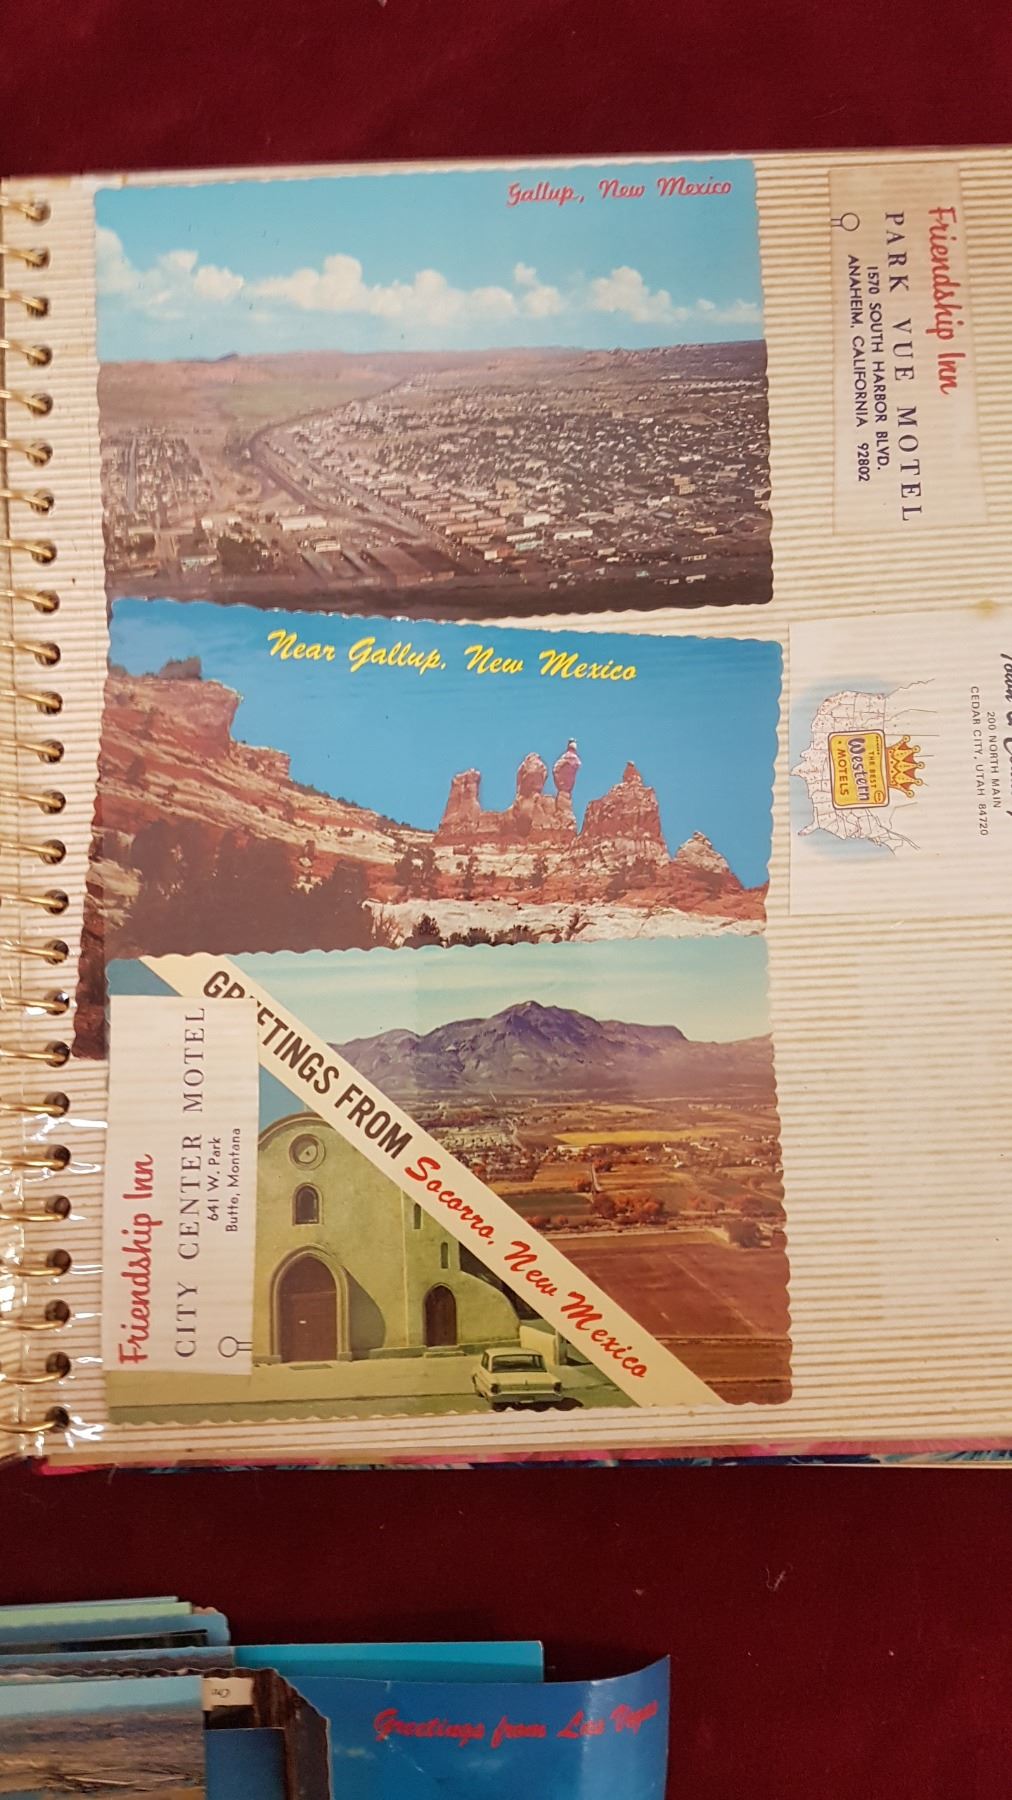 Gallup, New Mexico
Friendship Inn
PARK VUE MOTEL
1570 SOUTH HARBOR BLVD.
ANAHEIM, CALIFORNIA 92802
Near Gallup, New Mexico
200 NORTH MAIN
CEDAR CITY, UTAH 84720
THE BEST
Western
MOTELS
GREETINGS FROM Socorro, New Mexico
Friendship Inn
CITY CENTER MOTEL
641 W. Park
Butte, Montana
Greetings from Las Vegas